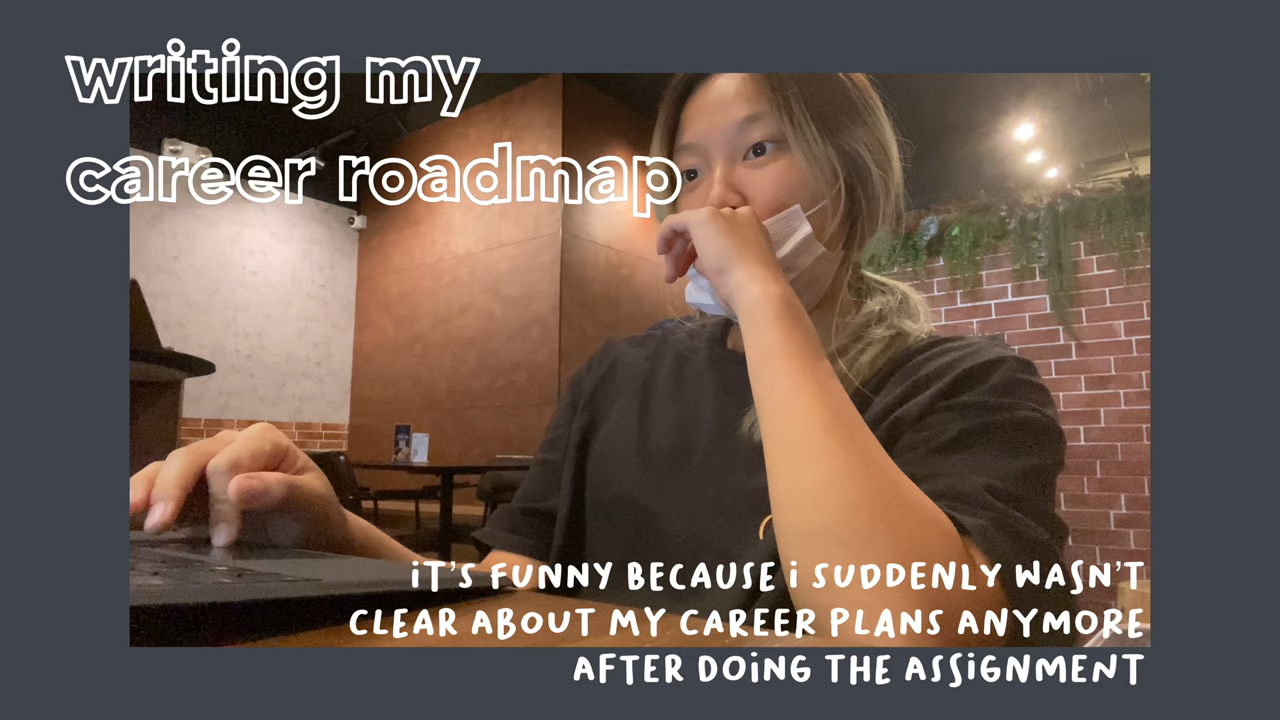 writing my
career roadmap
iT'S FUNNY BECAUSE i SUDDENLY WASN'T
CLEAR ABOUT MY CAREER PLANS ANYMORE
AFTER DOiNG THE ASSiGNMENT